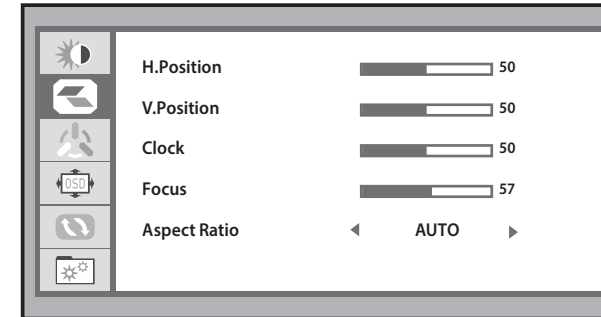 H.Position 50
V.Position 50
Clock 50
OSD
Focus 57
Aspect Ratio AUTO